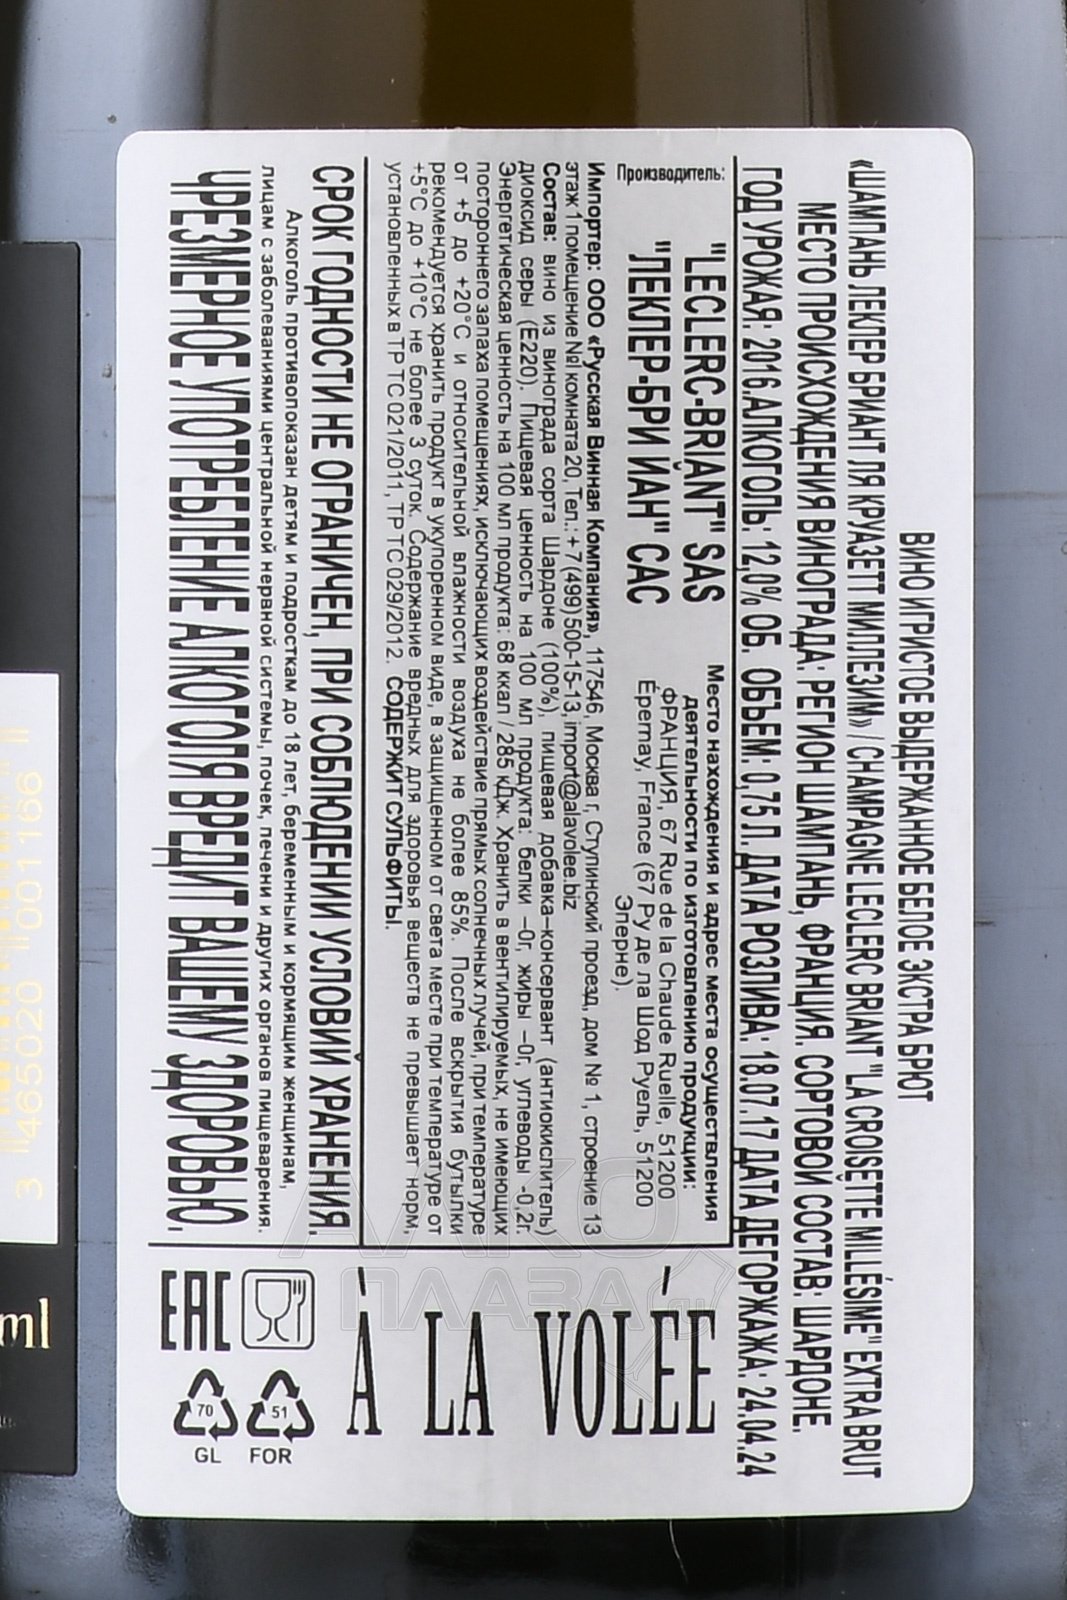 ВИНО ИГРИСТОЕ ВЫДЕРЖАННОЕ БЕЛОЕ ЭКСТРА БРЮТ
«ШАМПАНЬ ЛЕКЛЕР БРИАНТ ЛЯ КРУАЗЕТТ МИЛЛЕЗИМ» / CHAMPAGNE LECLERC BRIANT "LA CROISETTE MILLÉSIME" EXTRA BRUT
МЕСТО ПРОИСХОЖДЕНИЯ ВИНОГРАДА: РЕГИОН ШАМПАНЬ, ФРАНЦИЯ. СОРТОВОЙ СОСТАВ: ШАРДОНЕ.
ГОД УРОЖАЯ: 2016. АЛКОГОЛЬ: 12,0% ОБ. ОБЪЕМ: 0,75 Л. ДАТА РОЗЛИВА: 18.07.17 ДАТА ДЕГОРЖАЖА: 24.04.24
Производитель:
"LECLERC-BRIANT" SAS
"ЛЕКЛЕР-БРИЙАН" САС
Место нахождения и адрес места осуществления
деятельности по изготовлению продукции:
ФРАНЦИЯ, 67 Rue de la Chaude Ruelle, 51200
Épernay, France (67 Ру де ла Шод Руель, 51200
Эперне).
Импортер: ООО «Русская Винная Компания», 117546, Москва г, Ступинский проезд, дом № 1, строение 13
этаж 1 помещение №I комната 20, Тел.: +7(499)500-15-13, import@alavolee.biz
Состав: вино из винограда сорта Шардоне (100%), пищевая добавка–консервант (антиокислитель)
диоксид серы (Е220). Пищевая ценность на 100 мл продукта: белки –0г, жиры –0г, углеводы -0,2г.
Энергетическая ценность на 100 мл продукта: 68 ккал / 285 кДж. Хранить в вентилируемых, не имеющих
постороннего запаха помещениях, исключающих воздействие прямых солнечных лучей, при температуре
от +5 до +20°С и относительной влажности воздуха не более 85%. После вскрытия бутылки
рекомендуется хранить продукт в укупоренном виде, в защищенном от света месте при температуре от
+5°С до +10°С не более 3 суток. Содержание вредных для здоровья веществ не превышает норм,
установленных в ТР ТС 021/2011, ТР ТС 029/2012. СОДЕРЖИТ СУЛЬФИТЫ.
СРОК ГОДНОСТИ НЕ ОГРАНИЧЕН, ПРИ СОБЛЮДЕНИИ УСЛОВИЙ ХРАНЕНИЯ.
Алкоголь противопоказан детям и подросткам до 18 лет, беременным и кормящим женщинам,
лицам с заболеваниями центральной нервной системы, почек, печени и других органов пищеварения.
ЧРЕЗМЕРНОЕ УПОТРЕБЛЕНИЕ АЛКОГОЛЯ ВРЕДИТ ВАШЕМУ ЗДОРОВЬЮ.
À LA VOLÉE
EAC
51
FOR
70
GL
АЛКО
ПЛАЗА
ml